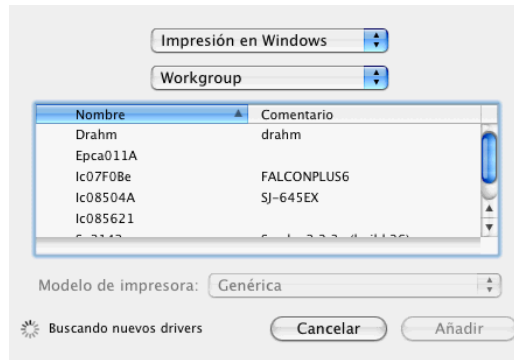 Impresión en Windows
Workgroup
Nombre Comentario
Drahm drahm
Epca011A
Ic07F0Be FALCONPLUS6
Ic08504A SJ-645EX
Ic085621
Modelo de impresora: Genérica
Buscando nuevos drivers Cancelar Añadir